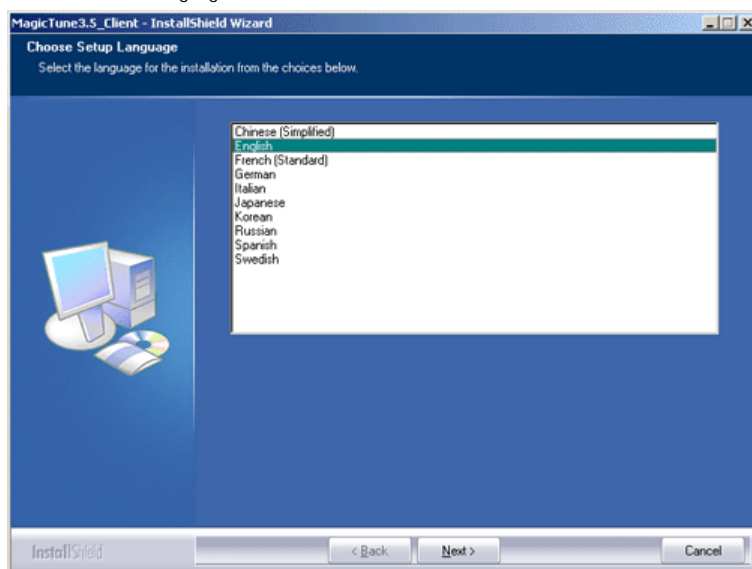 MagicTune3.5_Client - InstallShield Wizard
Choose Setup Language
Select the language for the installation from the choices below.
Chinese (Simplified)
English
French (Standard)
German
Italian
Japanese
Korean
Russian
Spanish
Swedish
InstallShield
< Back
Next >
Cancel